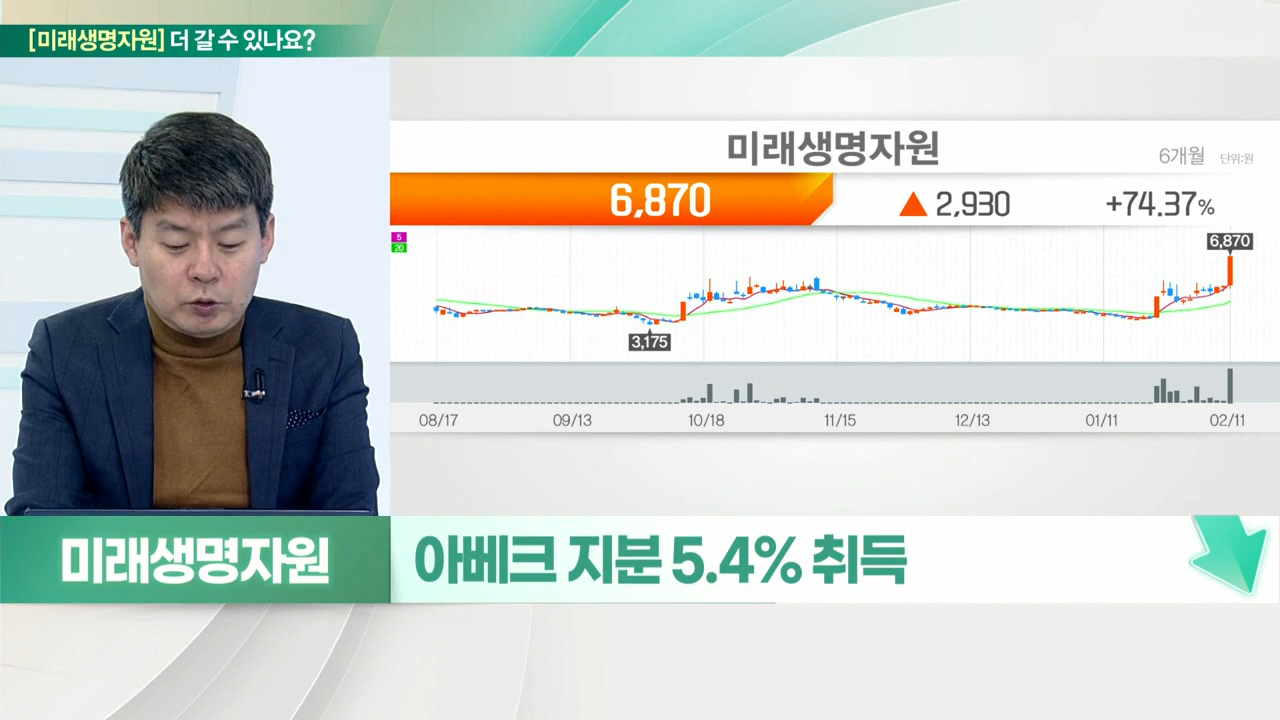 [미래생명자원] 더 갈 수 있나요?
미래생명자원
6개월 단위:원
6,870 ▲ 2,930 +74.37%
5
20
6,870
3,175
08/17 09/13 10/18 11/15 12/13 01/11 02/11
미래생명자원
아베크 지분 5.4% 취득